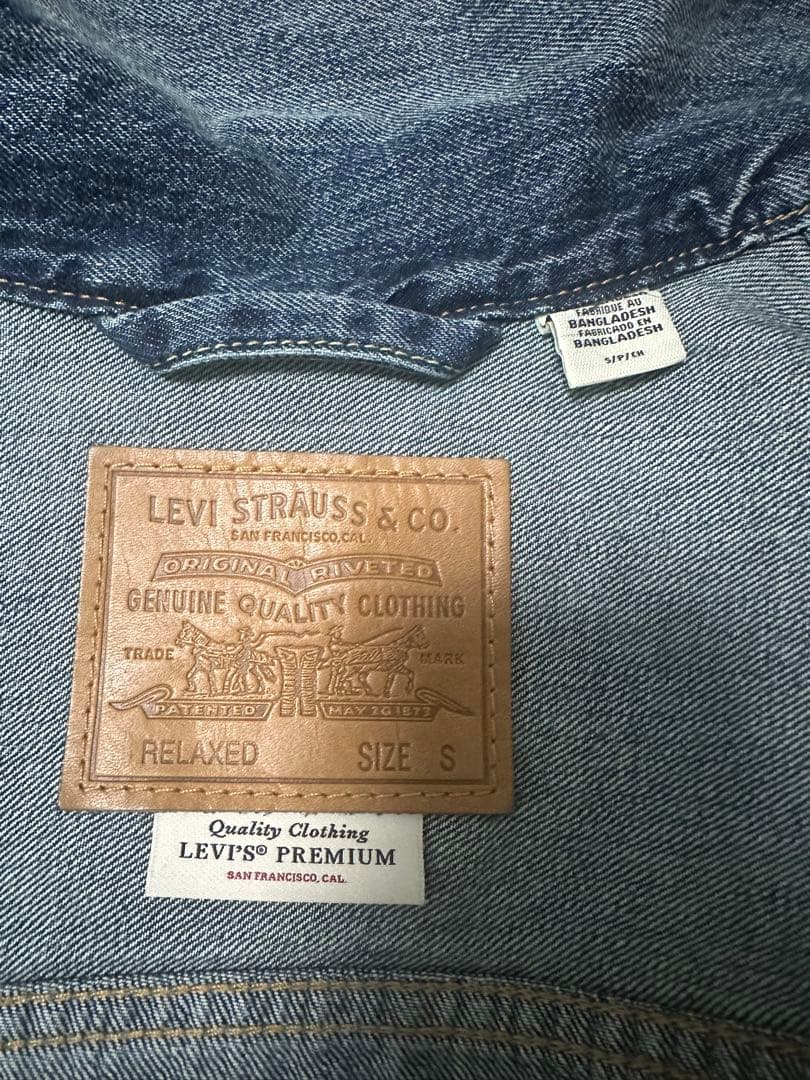 FABRIQUÉ AU
BANGLADESH
FABRICADO EN
BANGLADESH
S/P/CH
LEVI STRAUSS & CO.
SAN FRANCISCO, CAL.
ORIGINAL RIVETED
GENUINE QUALITY CLOTHING
TRADE MARK
PATENTED MAY 20 1873
RELAXED SIZE S
Quality Clothing
LEVI'S® PREMIUM
SAN FRANCISCO, CAL.